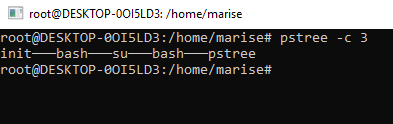 root@DESKTOP-0OI5LD3: /home/marise
root@DESKTOP-0OI5LD3:/home/marise# pstree -c 3
init───bash───su───bash───pstree
root@DESKTOP-0OI5LD3:/home/marise#